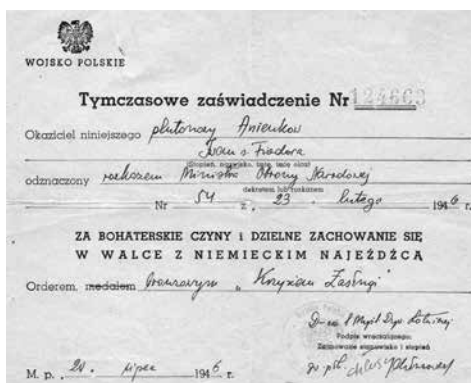 WOJSKO POLSKIE
Tymczasowe zaświadczenie Nr 124663
Okaziciel niniejszego plutonowy Anienkow
Iwan s. Fiodora
(Stopień, nazwisko, imię, imię ojca)
odznaczony rozkazem Ministra Obrony Narodowej
dekretem lub rozkazem
Nr 54 z. 23. lutego 1946 r.
ZA BOHATERSKIE CZYNY i DZIELNE ZACHOWANIE SIĘ
W WALCE Z NIEMIECKIM NAJEŹDŹCĄ
Orderem, medalem bronzowym „Krzyżem Zasługi"
Lotniczej
Podpis wręczającego:
Zajmowane stanowisko i stopień
M. p. 20. lipca 1946 r.